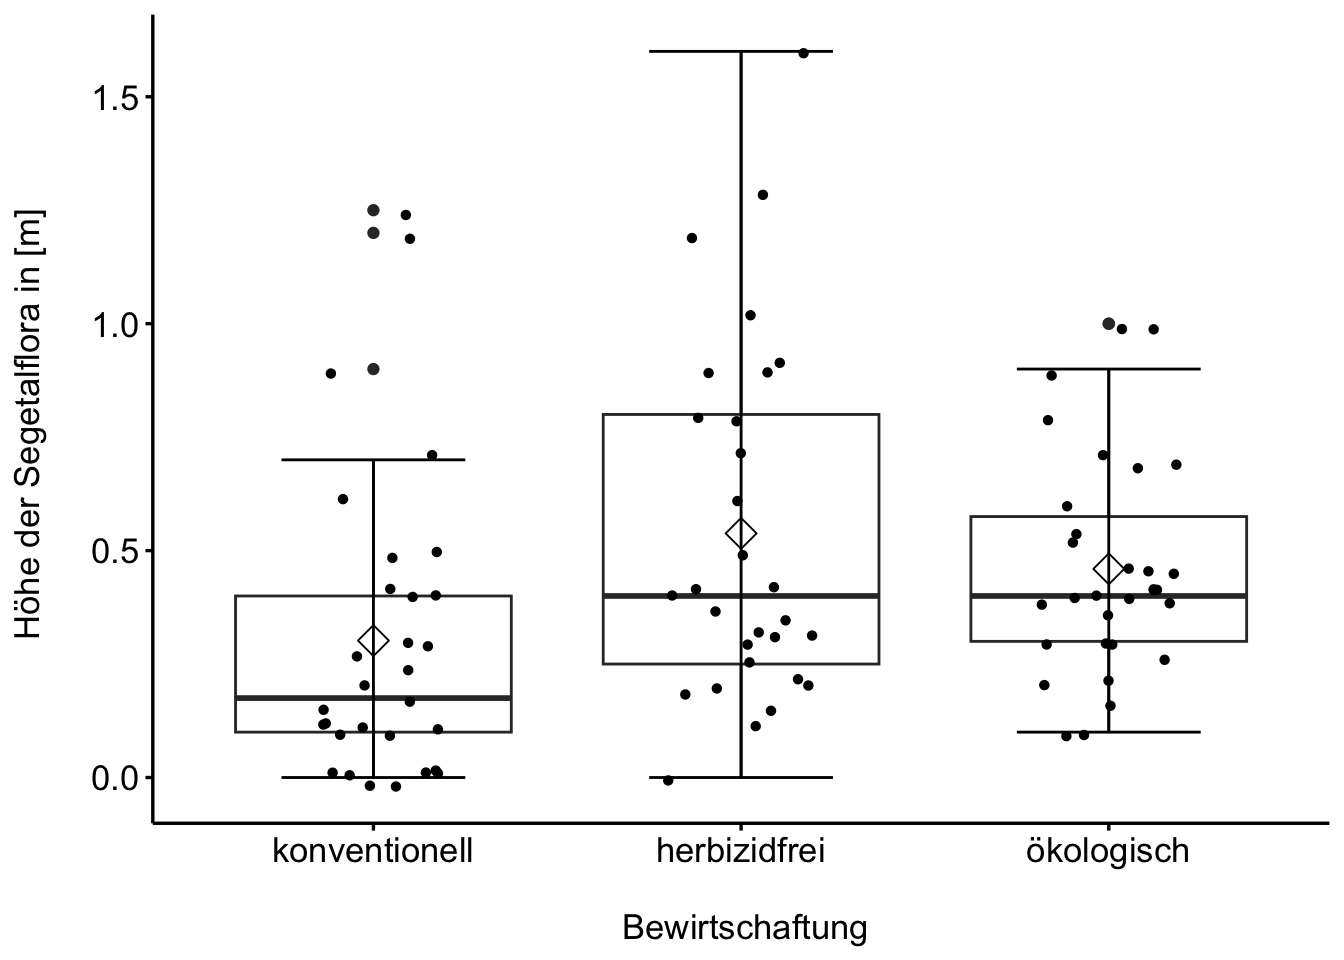 Höhe der Segetalflora in [m]
1.5
1.0
0.5
0.0
konventionell herbizidfrei ökologisch
Bewirtschaftung